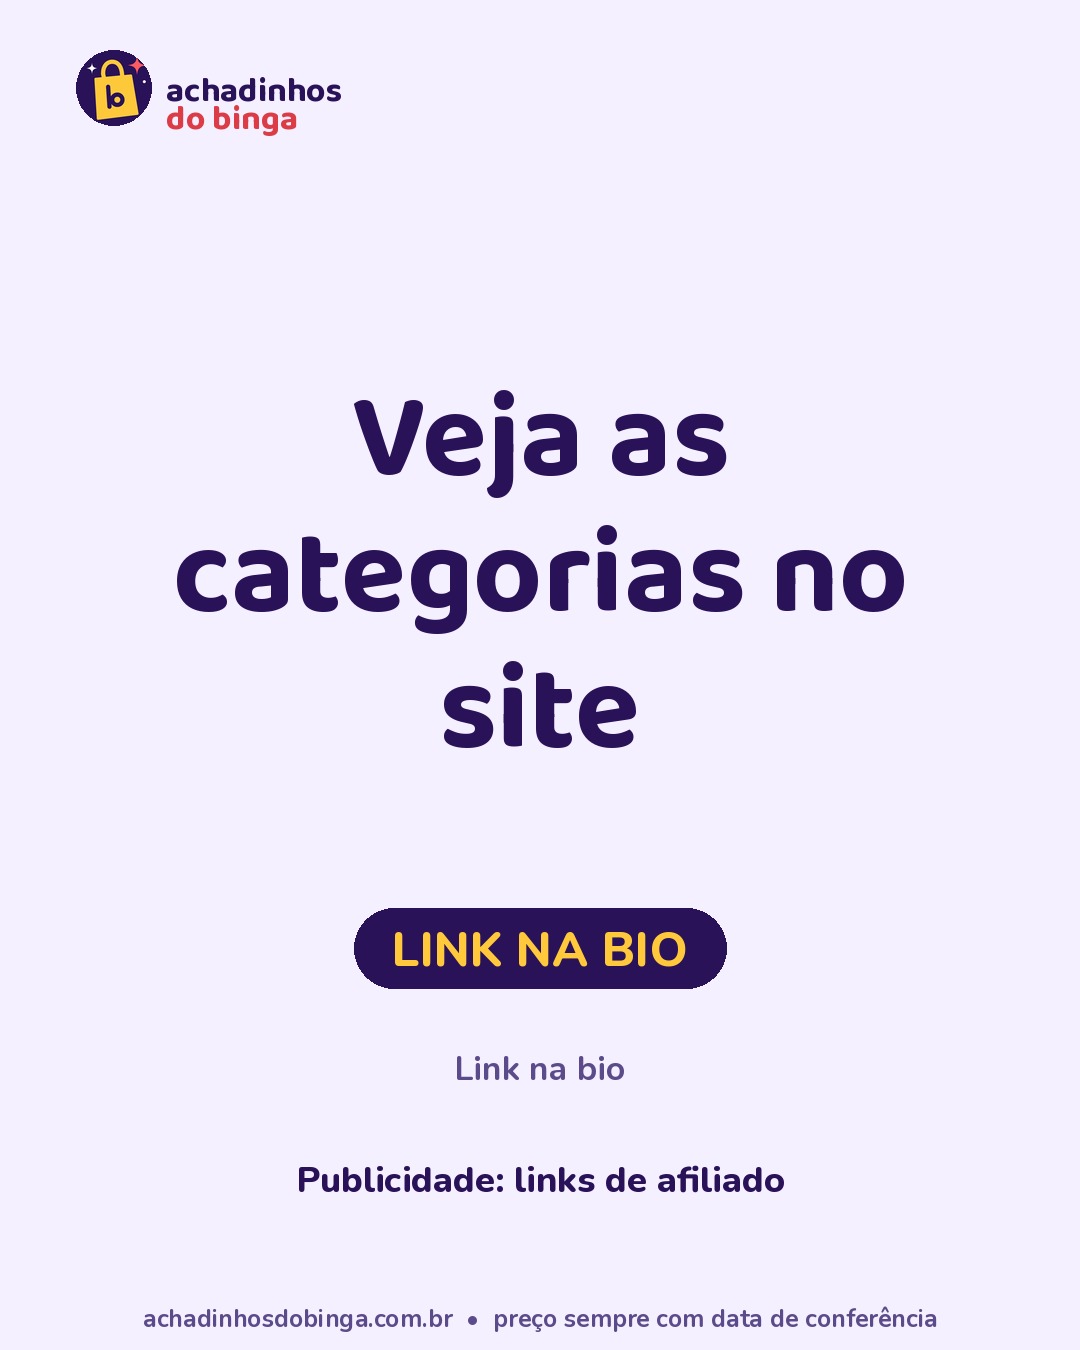 b
achadinhos
do binga
Veja as
categorias no
site
LINK NA BIO
Link na bio
Publicidade: links de afiliado
achadinhosdobinga.com.br • preço sempre com data de conferência